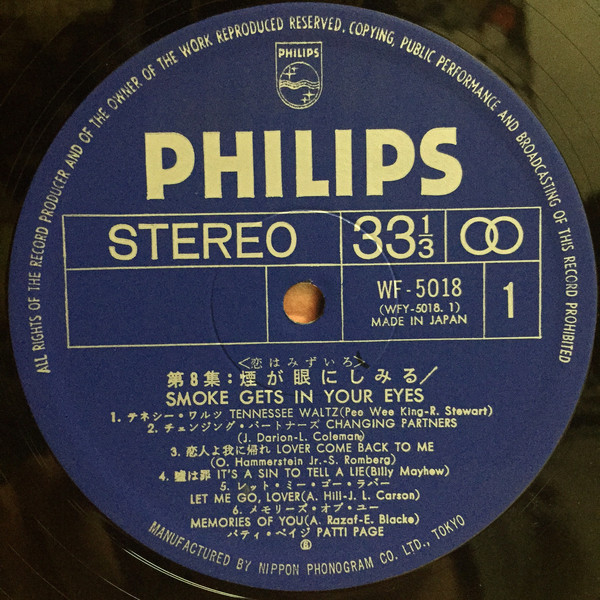 ALL RIGHTS OF THE RECORD PRODUCER AND OF THE OWNER OF THE WORK REPRODUCED RESERVED. COPYING, PUBLIC PERFORMANCE AND BROADCASTING OF THIS RECORD PROHIBITED
PHILIPS
PHILIPS
STEREO
33 1/3
WF-5018
(WFY-5018. 1)
MADE IN JAPAN
1
<恋はみずいろ>
第8集:煙が眼にしみる/
SMOKE GETS IN YOUR EYES
1. テネシー・ワルツ TENNESSEE WALTZ(Pee Wee King-R. Stewart)
2. チェンジング・パートナーズ CHANGING PARTNERS
(J. Darion-L. Coleman)
3. 恋人よ我に帰れ LOVER COME BACK TO ME
(O. Hammerstein Jr.-S. Romberg)
4. 嘘は罪 IT'S A SIN TO TELL A LIE(Billy Mayhew)
5. レット・ミー・ゴー・ラバー
LET ME GO, LOVER(A. Hill-J. L. Carson)
6. メモリーズ・オブ・ユー
MEMORIES OF YOU(A. Razaf-E. Blacke)
パティ・ペイジ PATTI PAGE
MANUFACTURED BY NIPPON PHONOGRAM CO. LTD., TOKYO